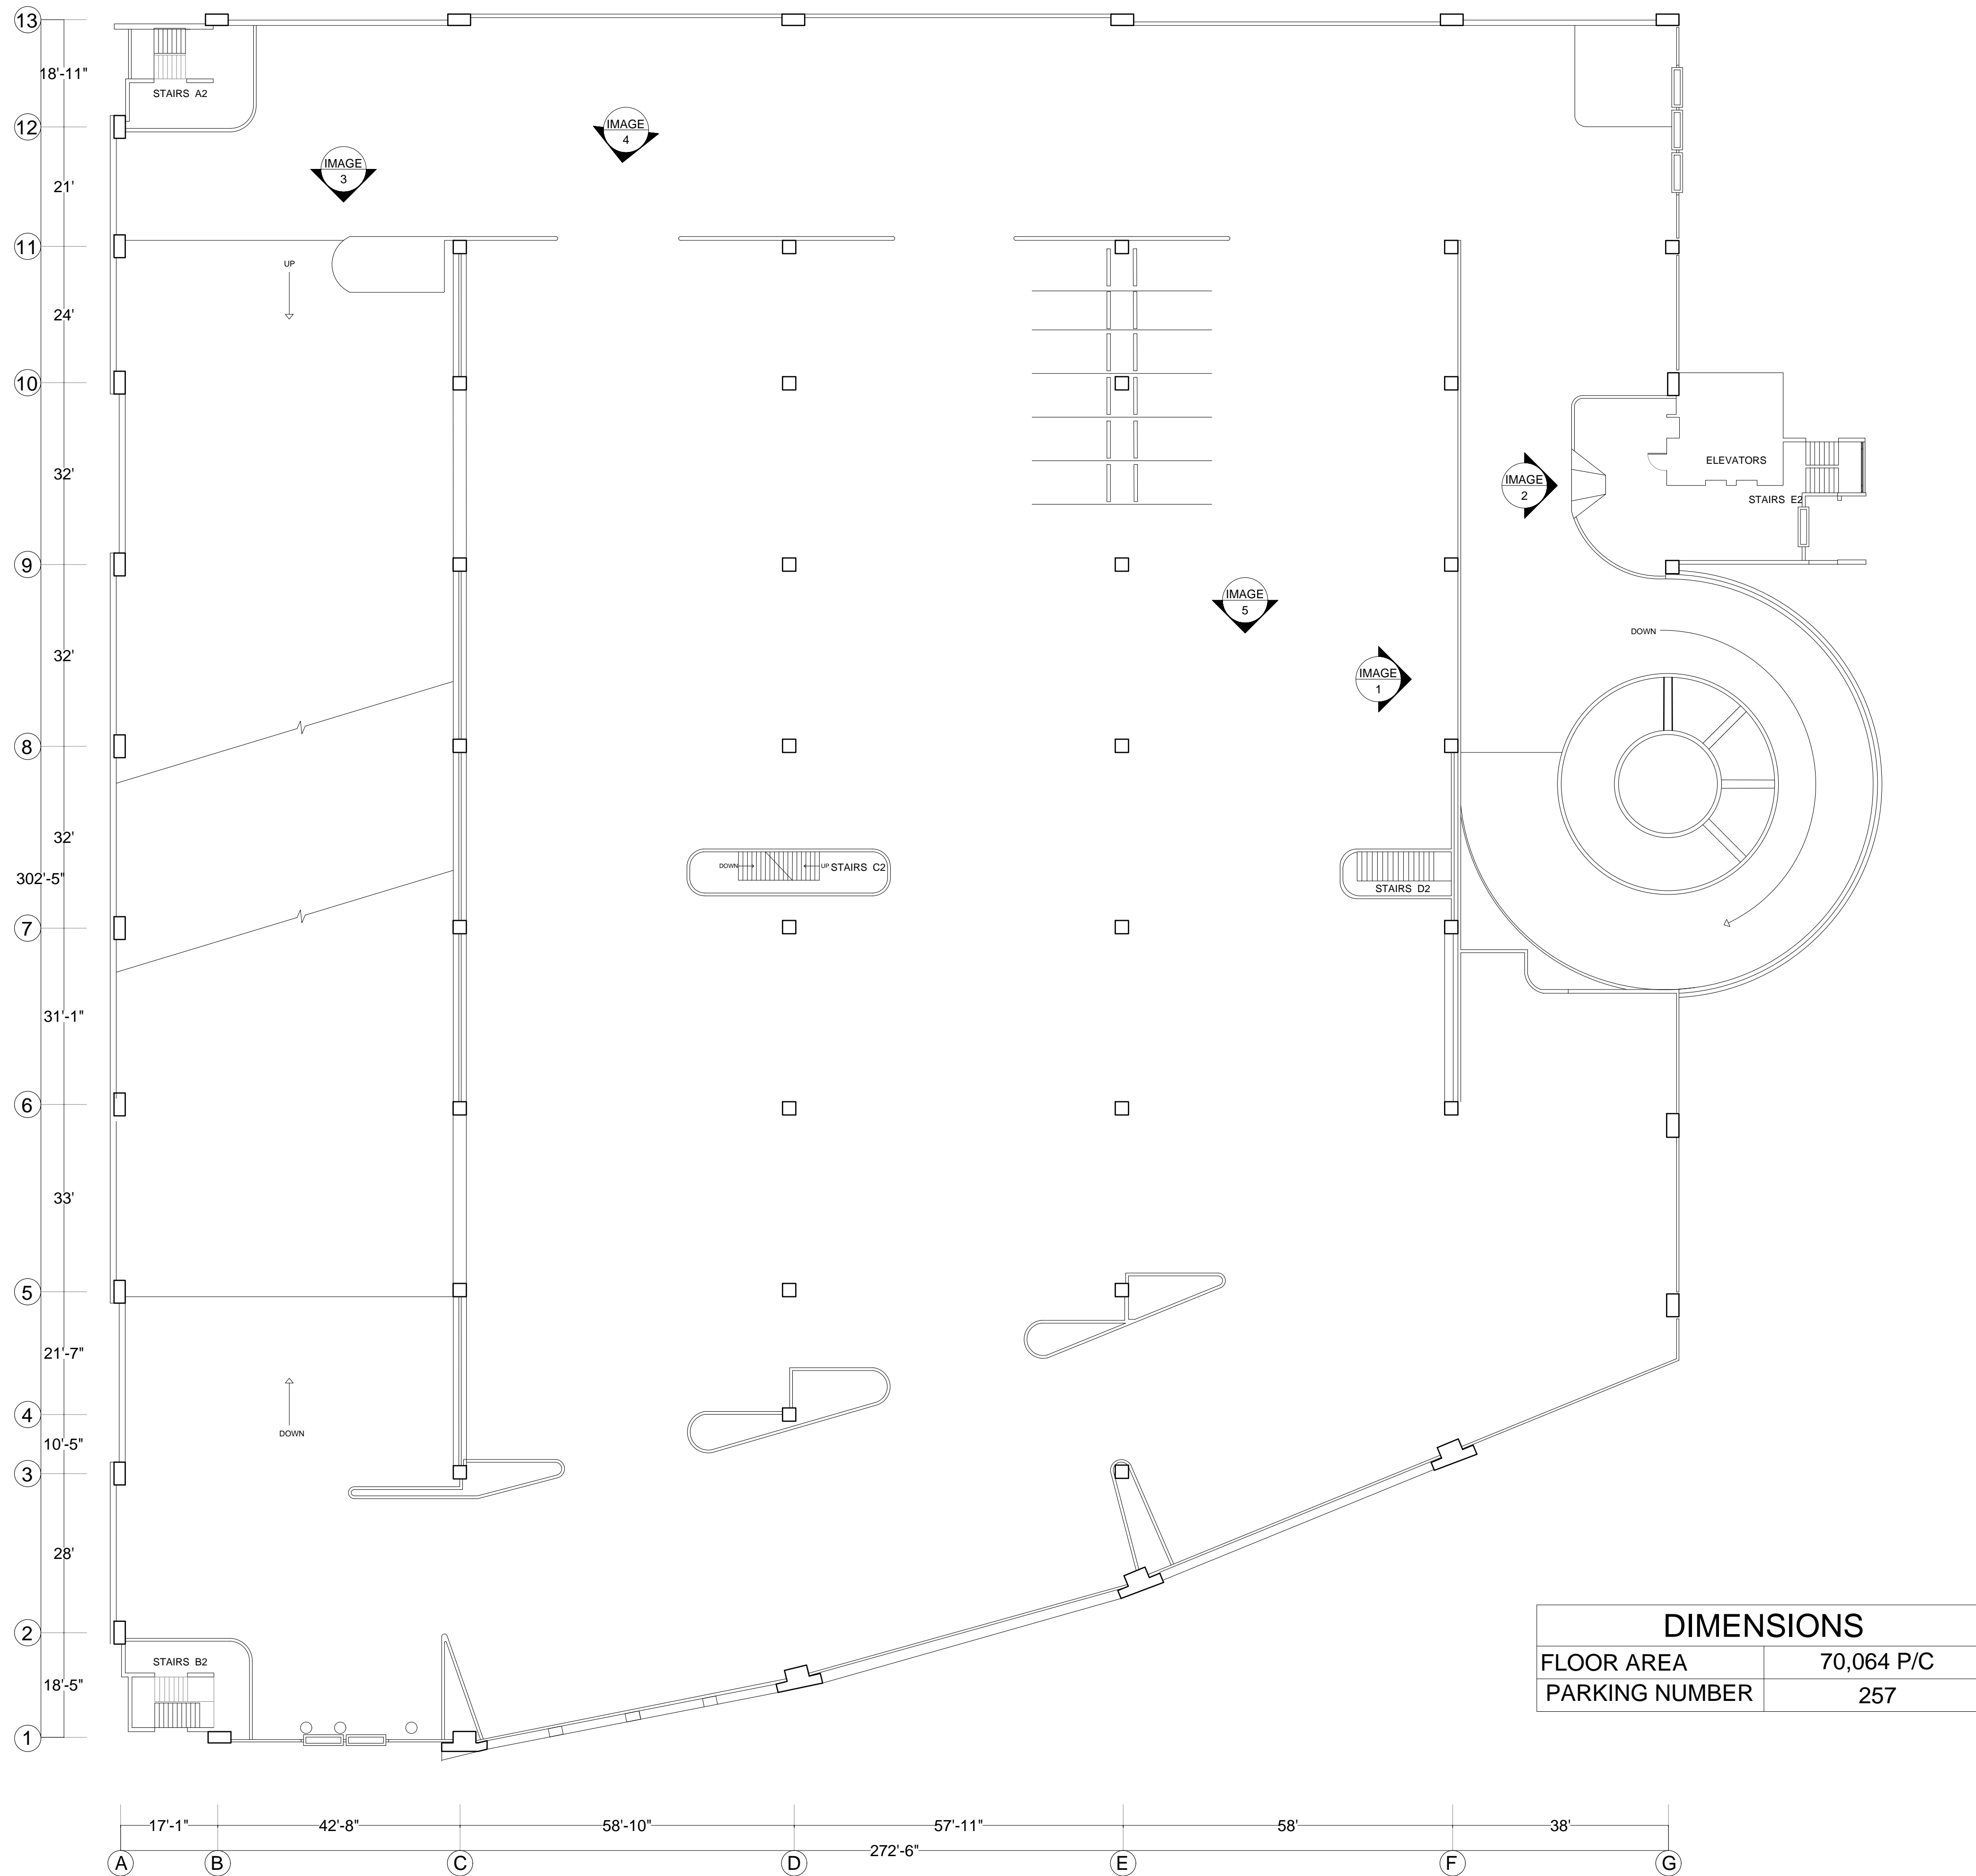 13
18'-11"
STAIRS A2
12
IMAGE
4
IMAGE
3
21'
11
UP
24'
10
ELEVATORS
32'
IMAGE
2
STAIRS E2
9
IMAGE
5
DOWN
32'
IMAGE
1
8
32'
DOWN
UP
STAIRS C2
302'-5"
STAIRS D2
7
31'-1"
6
33'
5
21'-7"
4
DOWN
10'-5"
3
28'
2
DIMENSIONS
FLOOR AREA 70,064 P/C
PARKING NUMBER 257
STAIRS B2
18'-5"
1
17'-1" 42'-8" 58'-10" 57'-11" 58' 38'
272'-6"
A B C D E F G